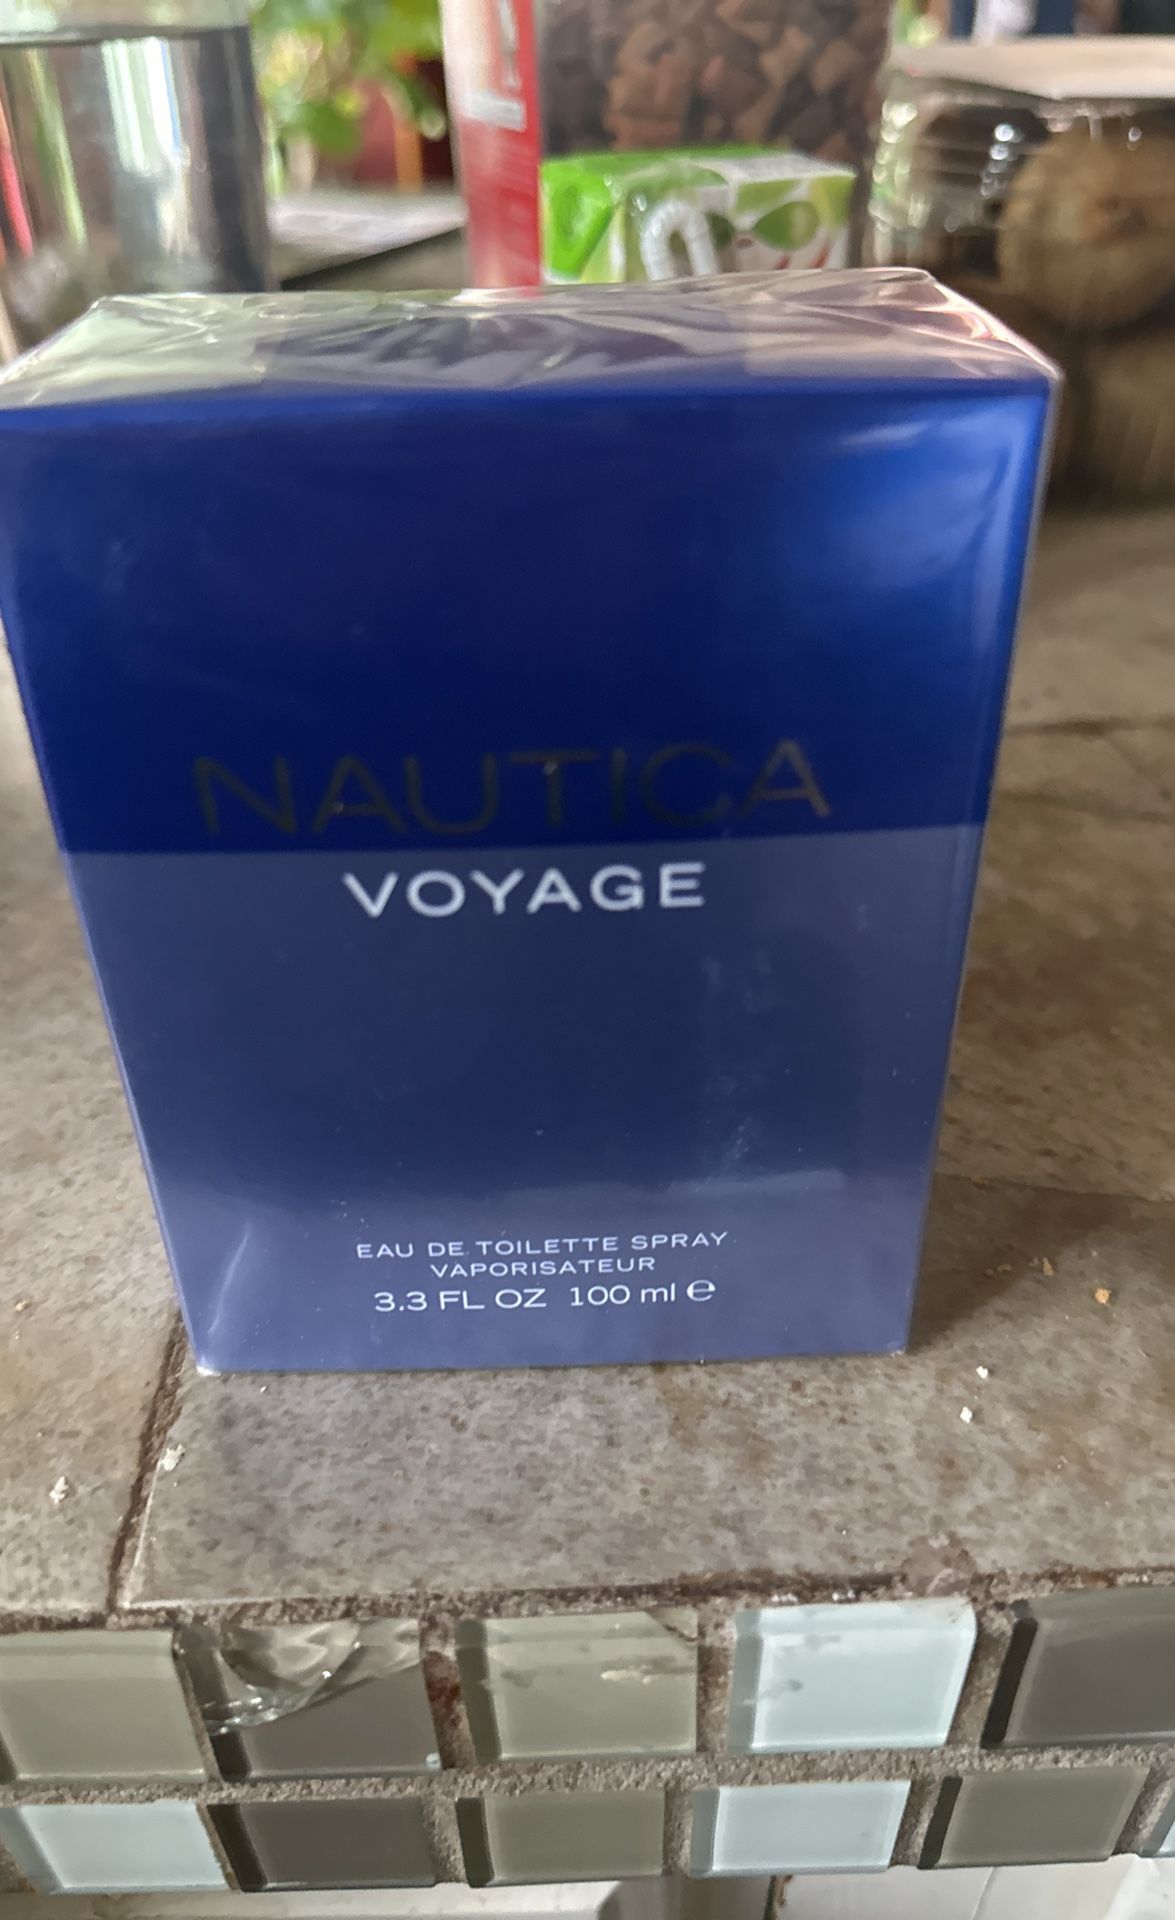 NAUTICA
VOYAGE
EAU DE TOILETTE SPRAY
VAPORISATEUR
3.3 FL OZ 100 ml ℮